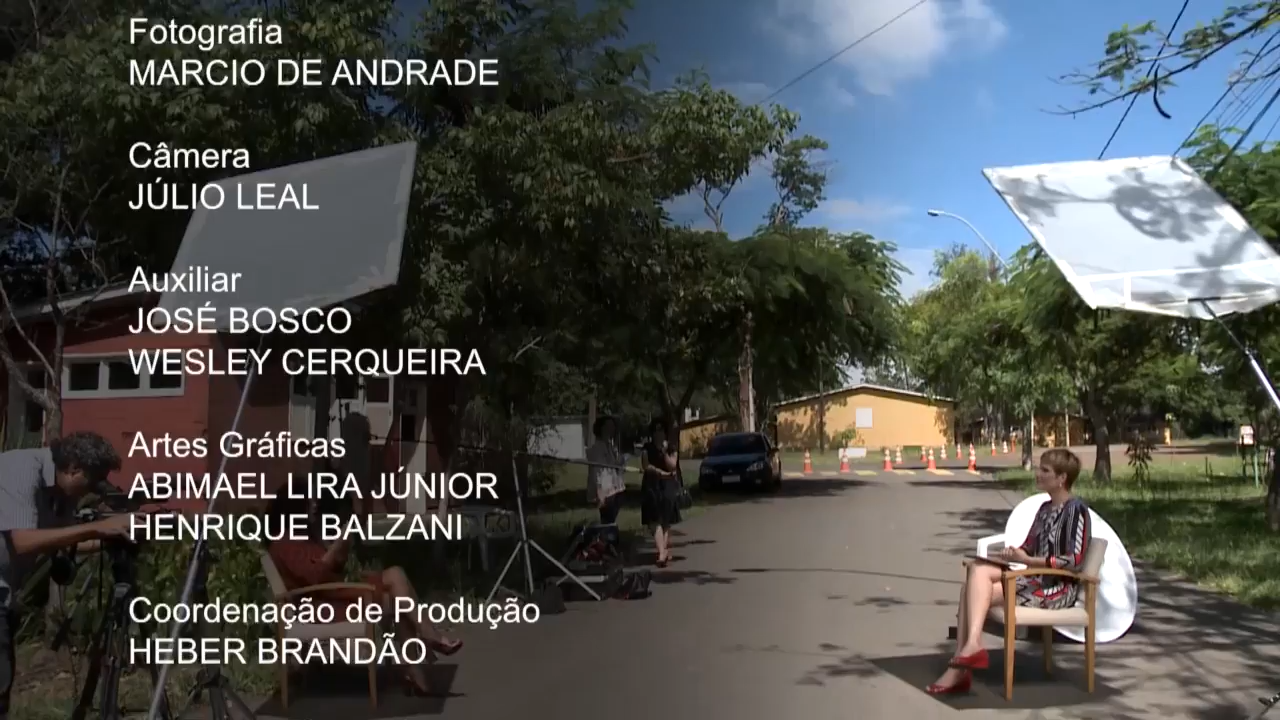 Fotografia
MARCIO DE ANDRADE
Câmera
JÚLIO LEAL
Auxiliar
JOSÉ BOSCO
WESLEY CERQUEIRA
Artes Gráficas
ABIMAEL LIRA JÚNIOR
HENRIQUE BALZANI
Coordenação de Produção
HEBER BRANDÃO